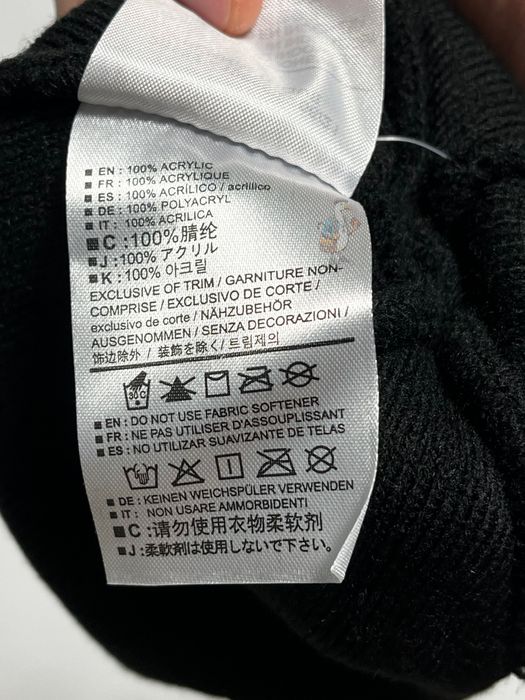 EN : 100% ACRYLIC
FR : 100% ACRYLIQUE
ES : 100% ACRÍLICO / acrílico
DE : 100% POLYACRYL
IT : 100% ACRILICA
C : 100%腈纶
J : 100% アクリル
K : 100% 아크릴
EXCLUSIVE OF TRIM / GARNITURE NON-
COMPRISE / EXCLUSIVO DE CORTE /
exclusivo de corte / NÄHZUBEHÖR
AUSGENOMMEN / SENZA DECORAZIONI /
饰边除外 / 装飾を除く / 트림제의
30C
EN : DO NOT USE FABRIC SOFTENER
FR : NE PAS UTILISER D'ASSOUPLISSANT
ES : NO UTILIZAR SUAVIZANTE DE TELAS
DE : KEINEN WEICHSPÜLER VERWENDEN
IT : NON USARE AMMORBIDENTI
C : 请勿使用衣物柔软剂
J : 柔軟剤は使用しないで下さい。